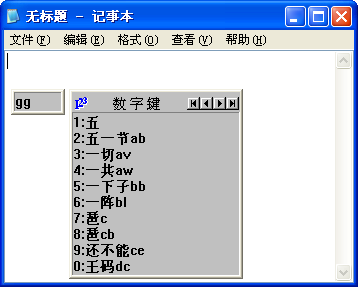 无标题 - 记事本
文件(F) 编辑(E) 格式(O) 查看(V) 帮助(H)
gg
123 数字键
1:五
2:五一节ab
3:一切av
4:一共aw
5:一下子bb
6:一阵bl
7:邕c
8:邕cb
9:还不能ce
0:王码dc